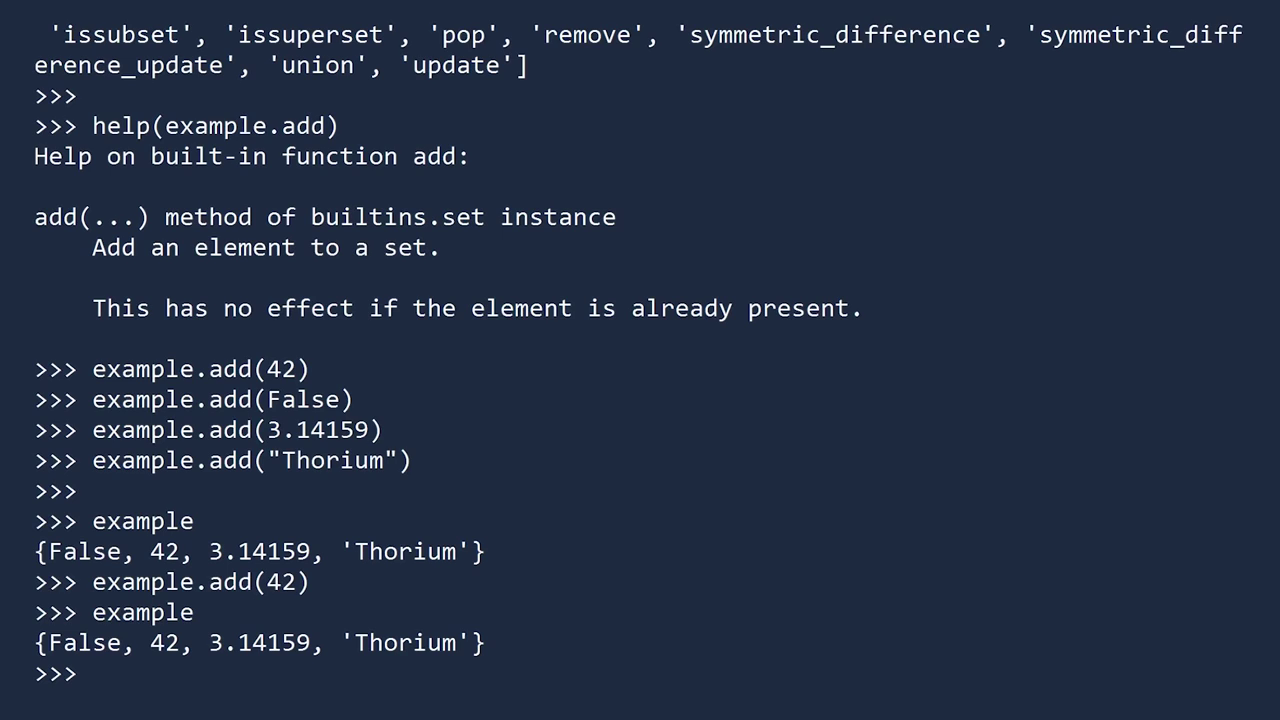 'issubset', 'issuperset', 'pop', 'remove', 'symmetric_difference', 'symmetric_diff
erence_update', 'union', 'update']
>>>
>>> help(example.add)
Help on built-in function add:
add(...) method of builtins.set instance
Add an element to a set.
This has no effect if the element is already present.
>>> example.add(42)
>>> example.add(False)
>>> example.add(3.14159)
>>> example.add("Thorium")
>>>
>>> example
{False, 42, 3.14159, 'Thorium'}
>>> example.add(42)
>>> example
{False, 42, 3.14159, 'Thorium'}
>>>